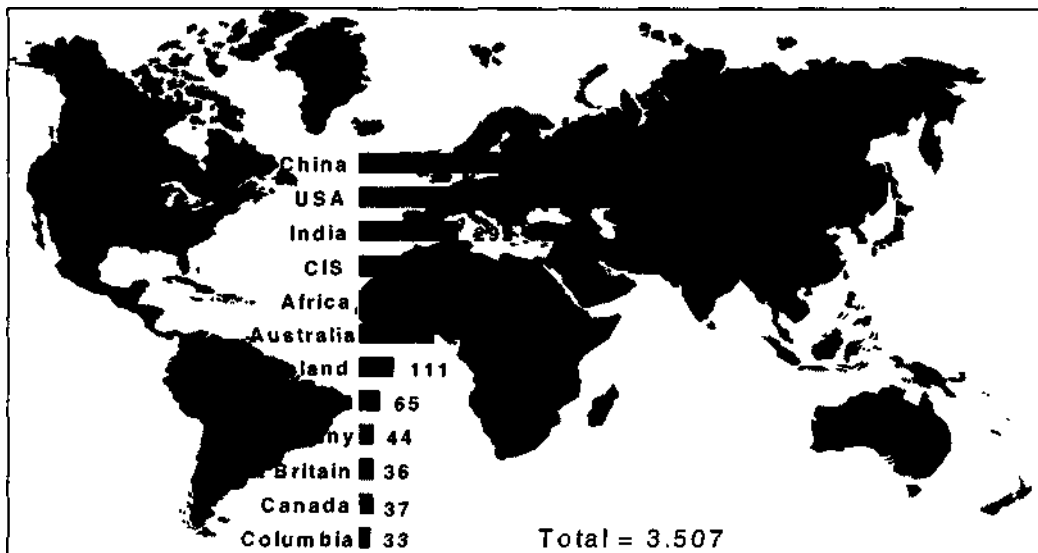 China
USA
India
CIS
Africa
Australia
111
65
44
Britain 36
Canada 37
Columbia 33
Total = 3.507